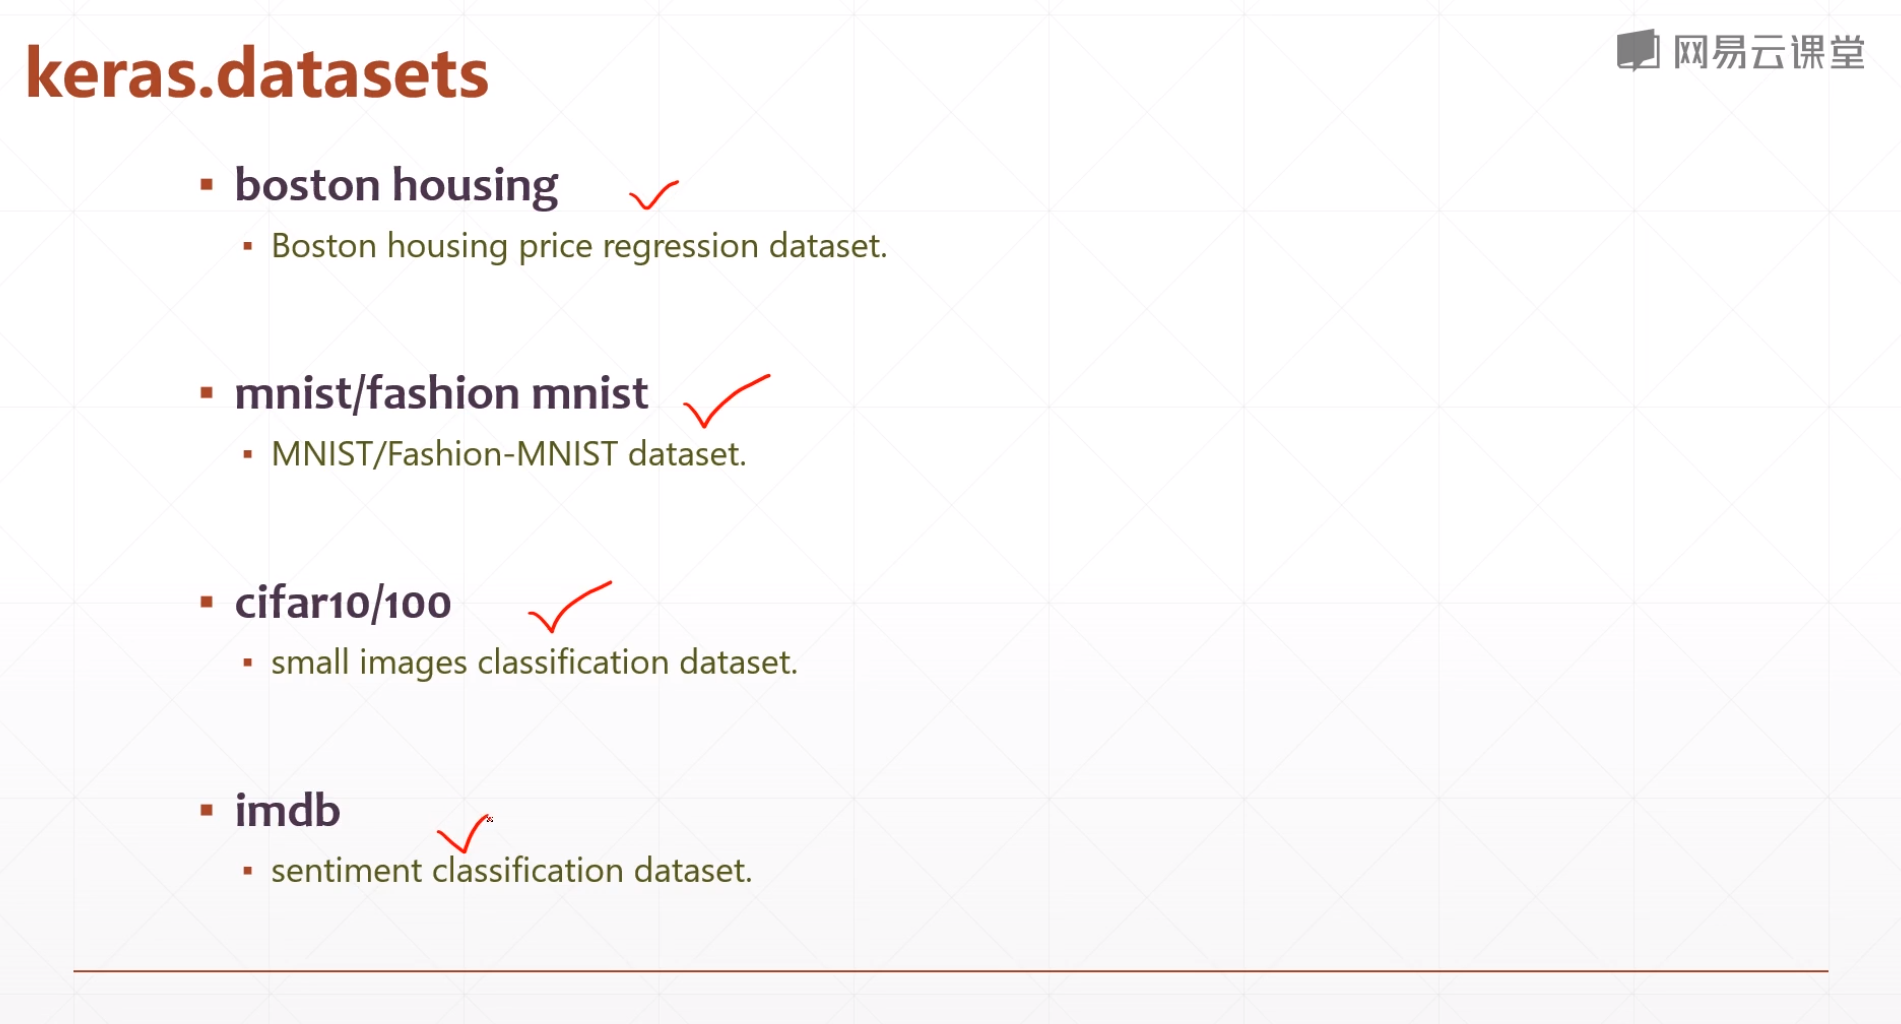 keras.datasets
网易云课堂
boston housing
Boston housing price regression dataset.
mnist/fashion mnist
MNIST/Fashion-MNIST dataset.
cifar10/100
small images classification dataset.
imdb
sentiment classification dataset.